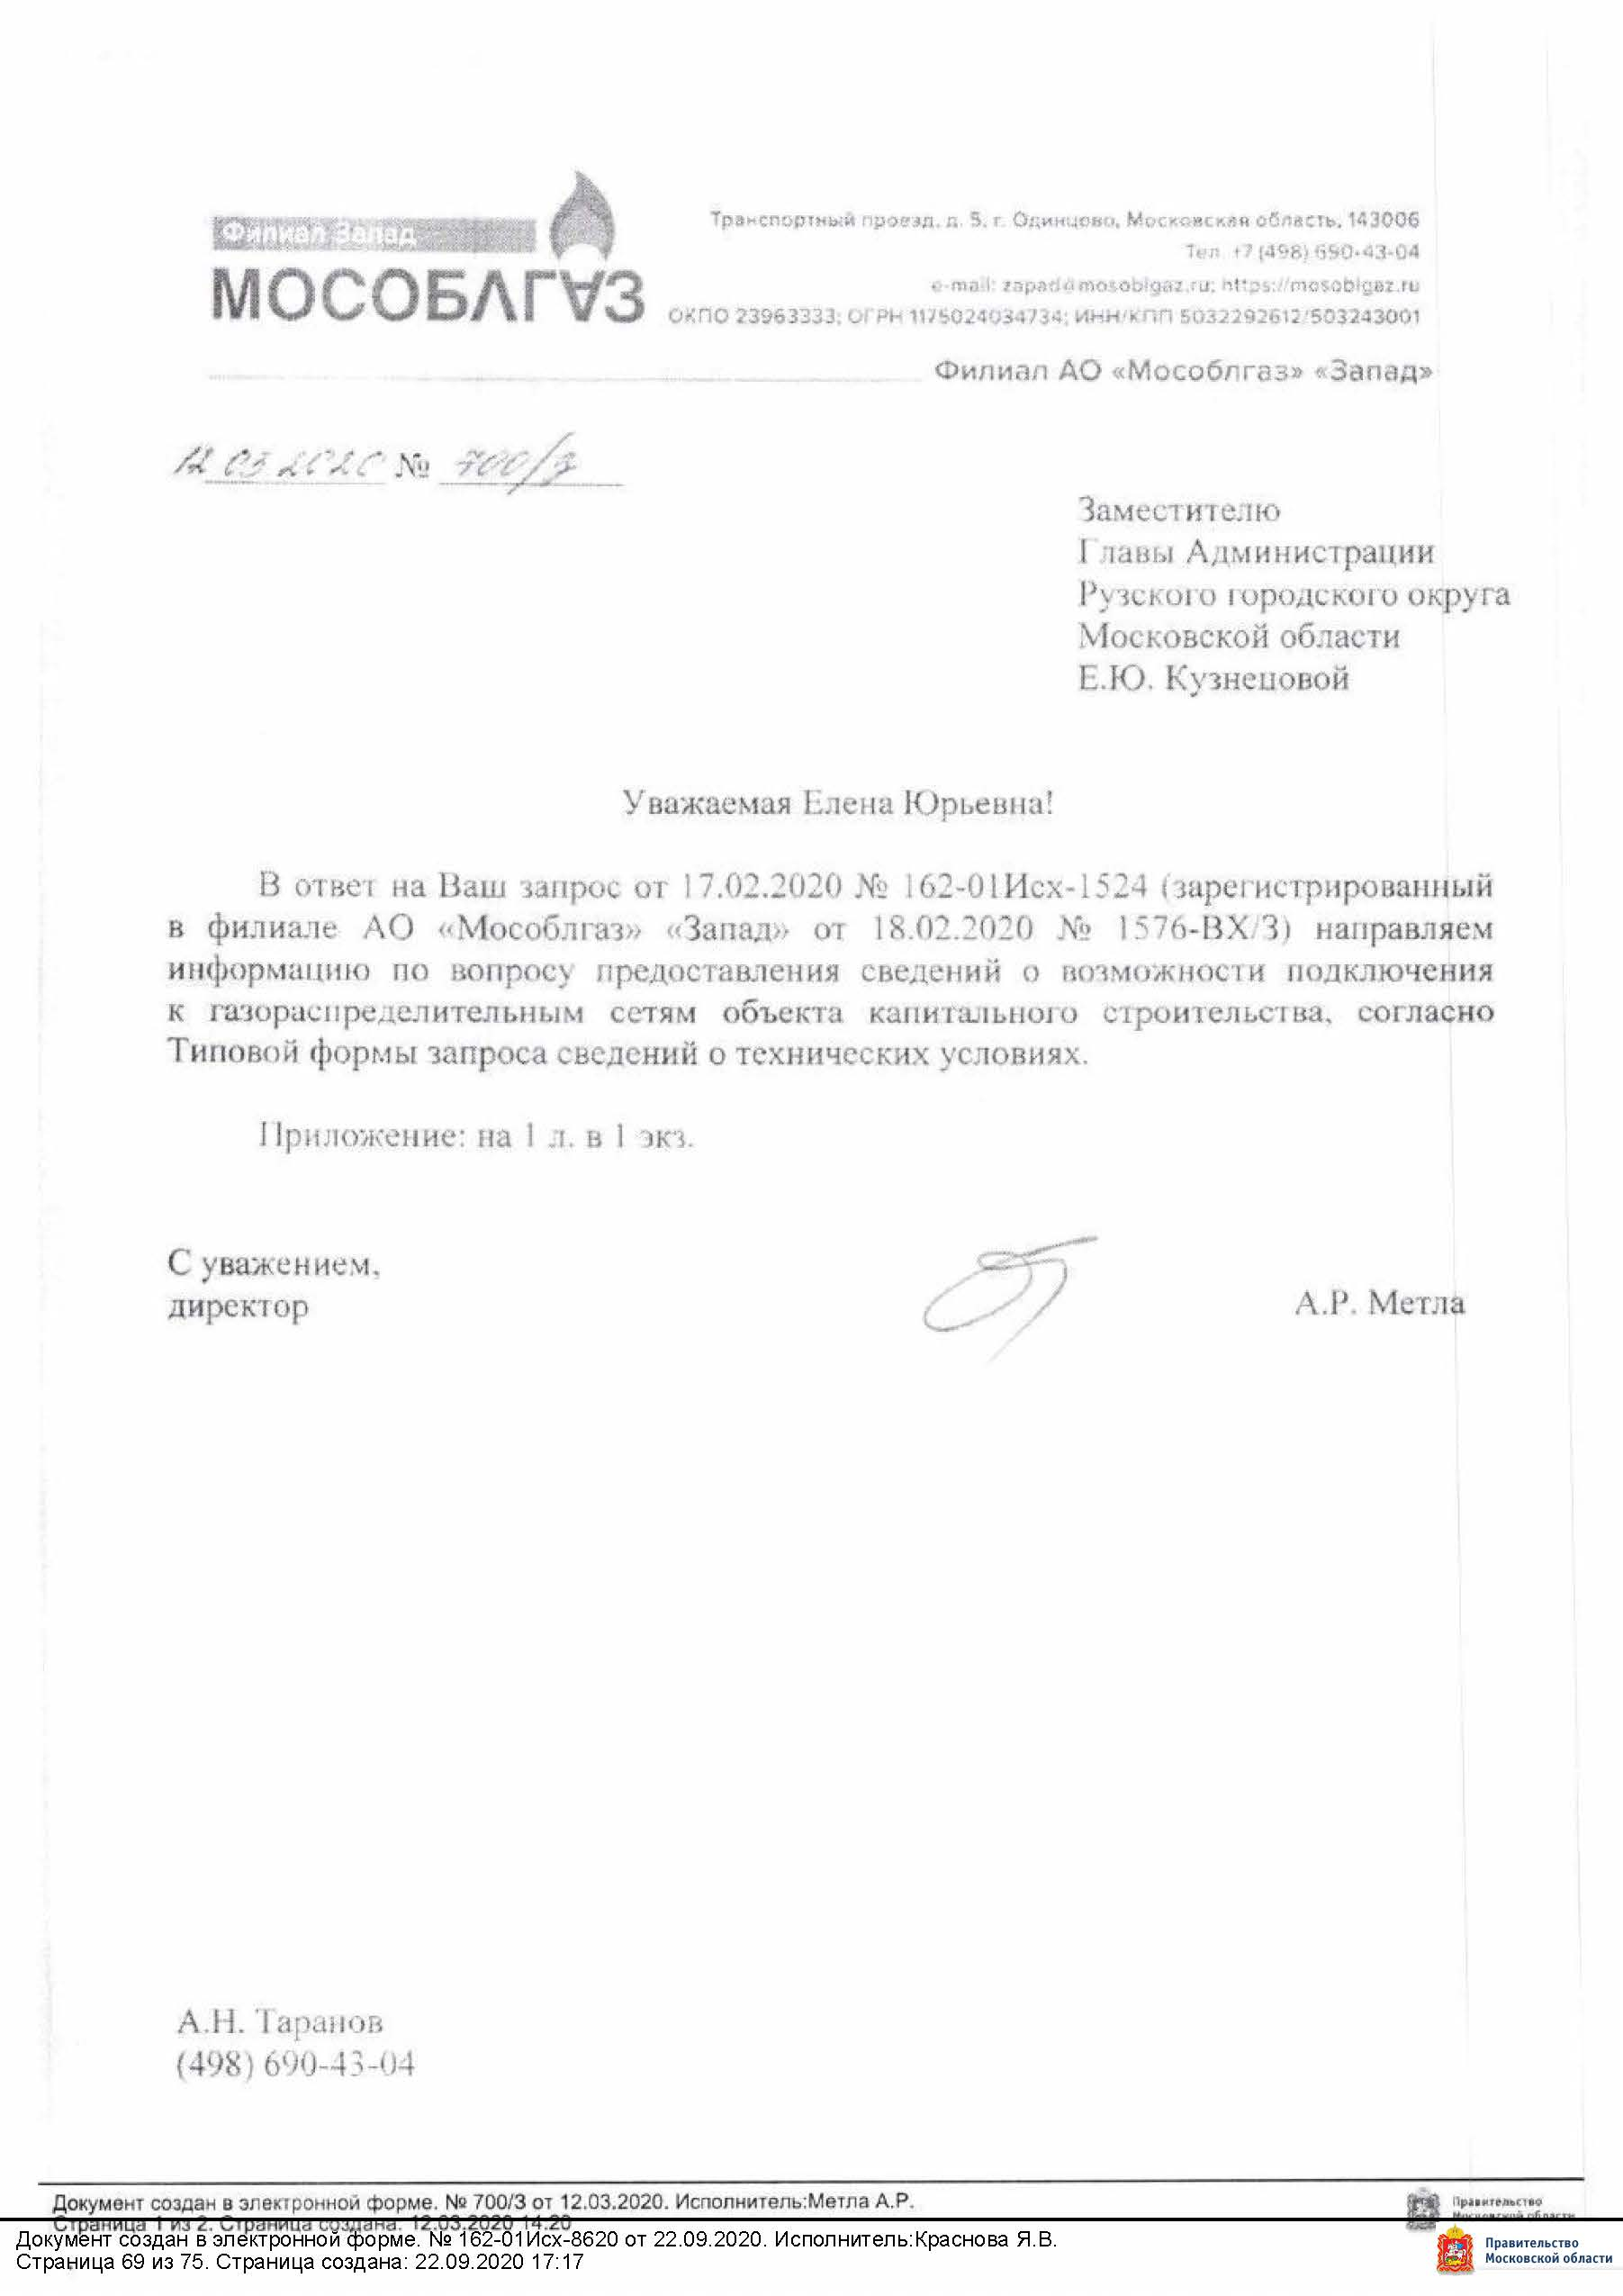 Филиал Запад
МОСОБЛГАЗ
Транспортный проезд, д. 5, г. Одинцово, Московская область, 143006
Тел. +7 (498) 690-43-04
e-mail: zapad@mosoblgaz.ru; https://mosoblgaz.ru
ОКПО 23963333; ОГРН 1175024034734; ИНН/КПП 5032292612/503243001
Филиал АО «Мособлгаз» «Запад»
12 03 2020 № 700/З
Заместителю
Главы Администрации
Рузского городского округа
Московской области
Е.Ю. Кузнецовой
Уважаемая Елена Юрьевна!
В ответ на Ваш запрос от 17.02.2020 № 162-01Исх-1524 (зарегистрированный
в филиале АО «Мособлгаз» «Запад» от 18.02.2020 № 1576-ВХ/З) направляем
информацию по вопросу предоставления сведений о возможности подключения
к газораспределительным сетям объекта капитального строительства, согласно
Типовой формы запроса сведений о технических условиях.
Приложение: на 1 л. в 1 экз.
С уважением,
директор
А.Р. Метла
А.Н. Таранов
(498) 690-43-04
Документ создан в электронной форме. № 700/З от 12.03.2020. Исполнитель:Метла А.Р.
Страница 1 из 2. Страница создана: 12.03.2020 14:20
Правительство
Московской области
Документ создан в электронной форме. № 162-01Исх-8620 от 22.09.2020. Исполнитель:Краснова Я.В.
Страница 69 из 75. Страница создана: 22.09.2020 17:17
Правительство
Московской области